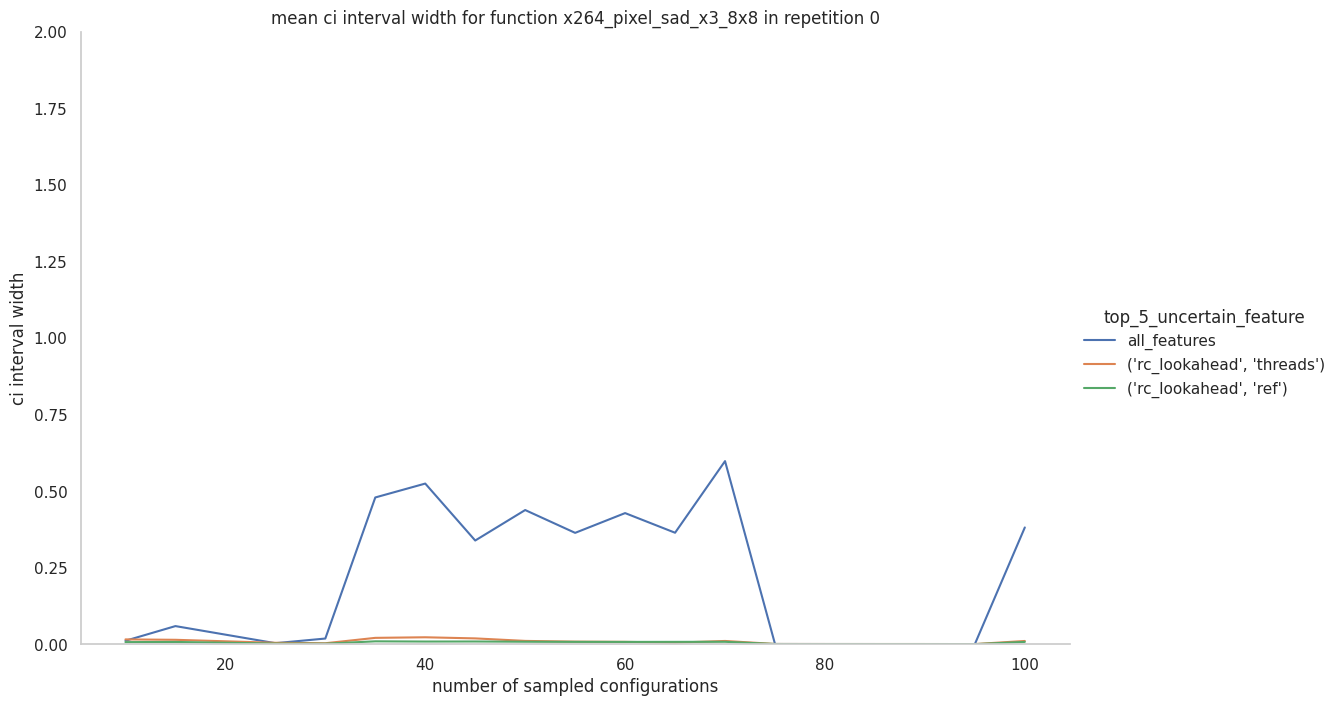 mean ci interval width for function x264_pixel_sad_x3_8x8 in repetition 0
2.00
1.75
1.50
1.25
1.00
0.75
0.50
0.25
0.00
ci interval width
20
40
60
80
100
number of sampled configurations
top_5_uncertain_feature
all_features
('rc_lookahead', 'threads')
('rc_lookahead', 'ref')